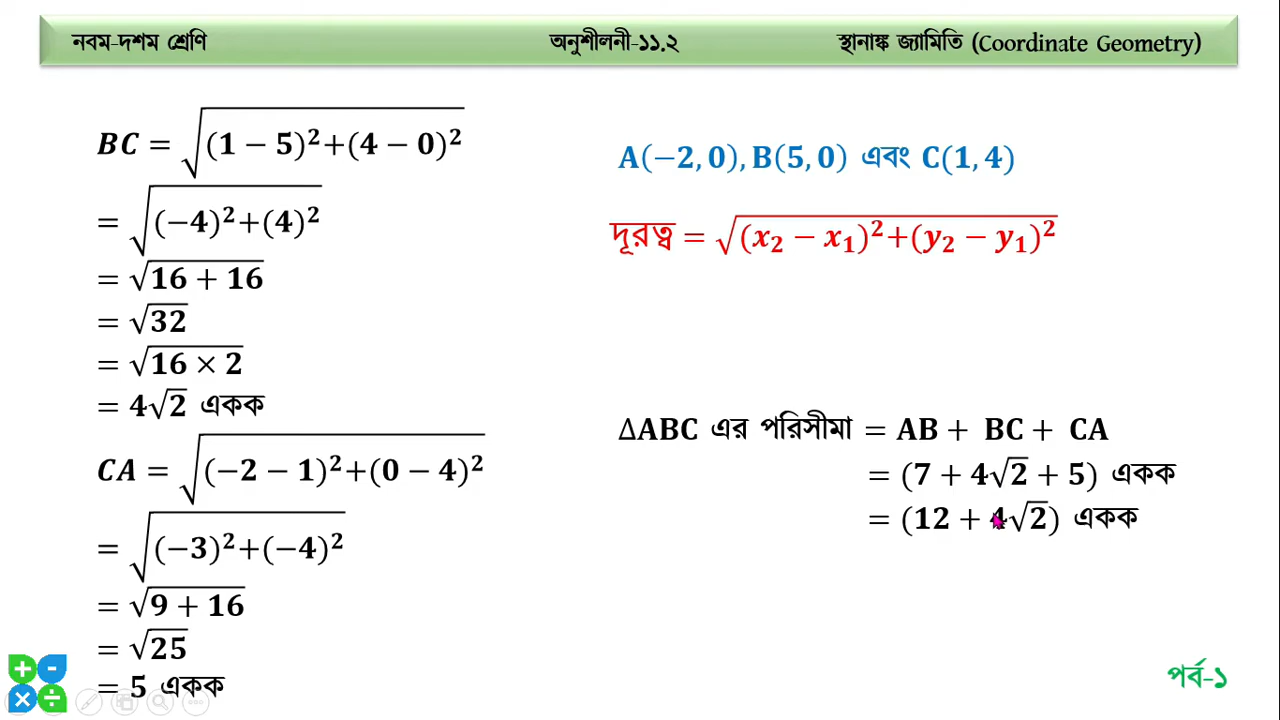 নবম-দশম শ্রেণি অনুশীলনী-১১.২ স্থানাঙ্ক জ্যামিতি (Coordinate Geometry)
BC = √((1 − 5)²+(4 − 0)²)
= √((−4)²+(4)²)
= √(16 + 16)
= √32
= √(16 × 2)
= 4√2 একক
CA = √((−2 − 1)²+(0 − 4)²)
= √((−3)²+(−4)²)
= √(9 + 16)
= √25
= 5 একক
A(−2, 0), B(5, 0) এবং C(1, 4)
দূরত্ব = √((x₂ − x₁)²+(y₂ − y₁)²)
ΔABC এর পরিসীমা = AB + BC + CA
= (7 + 4√2 + 5) একক
= (12 + 4√2) একক
পর্ব-১